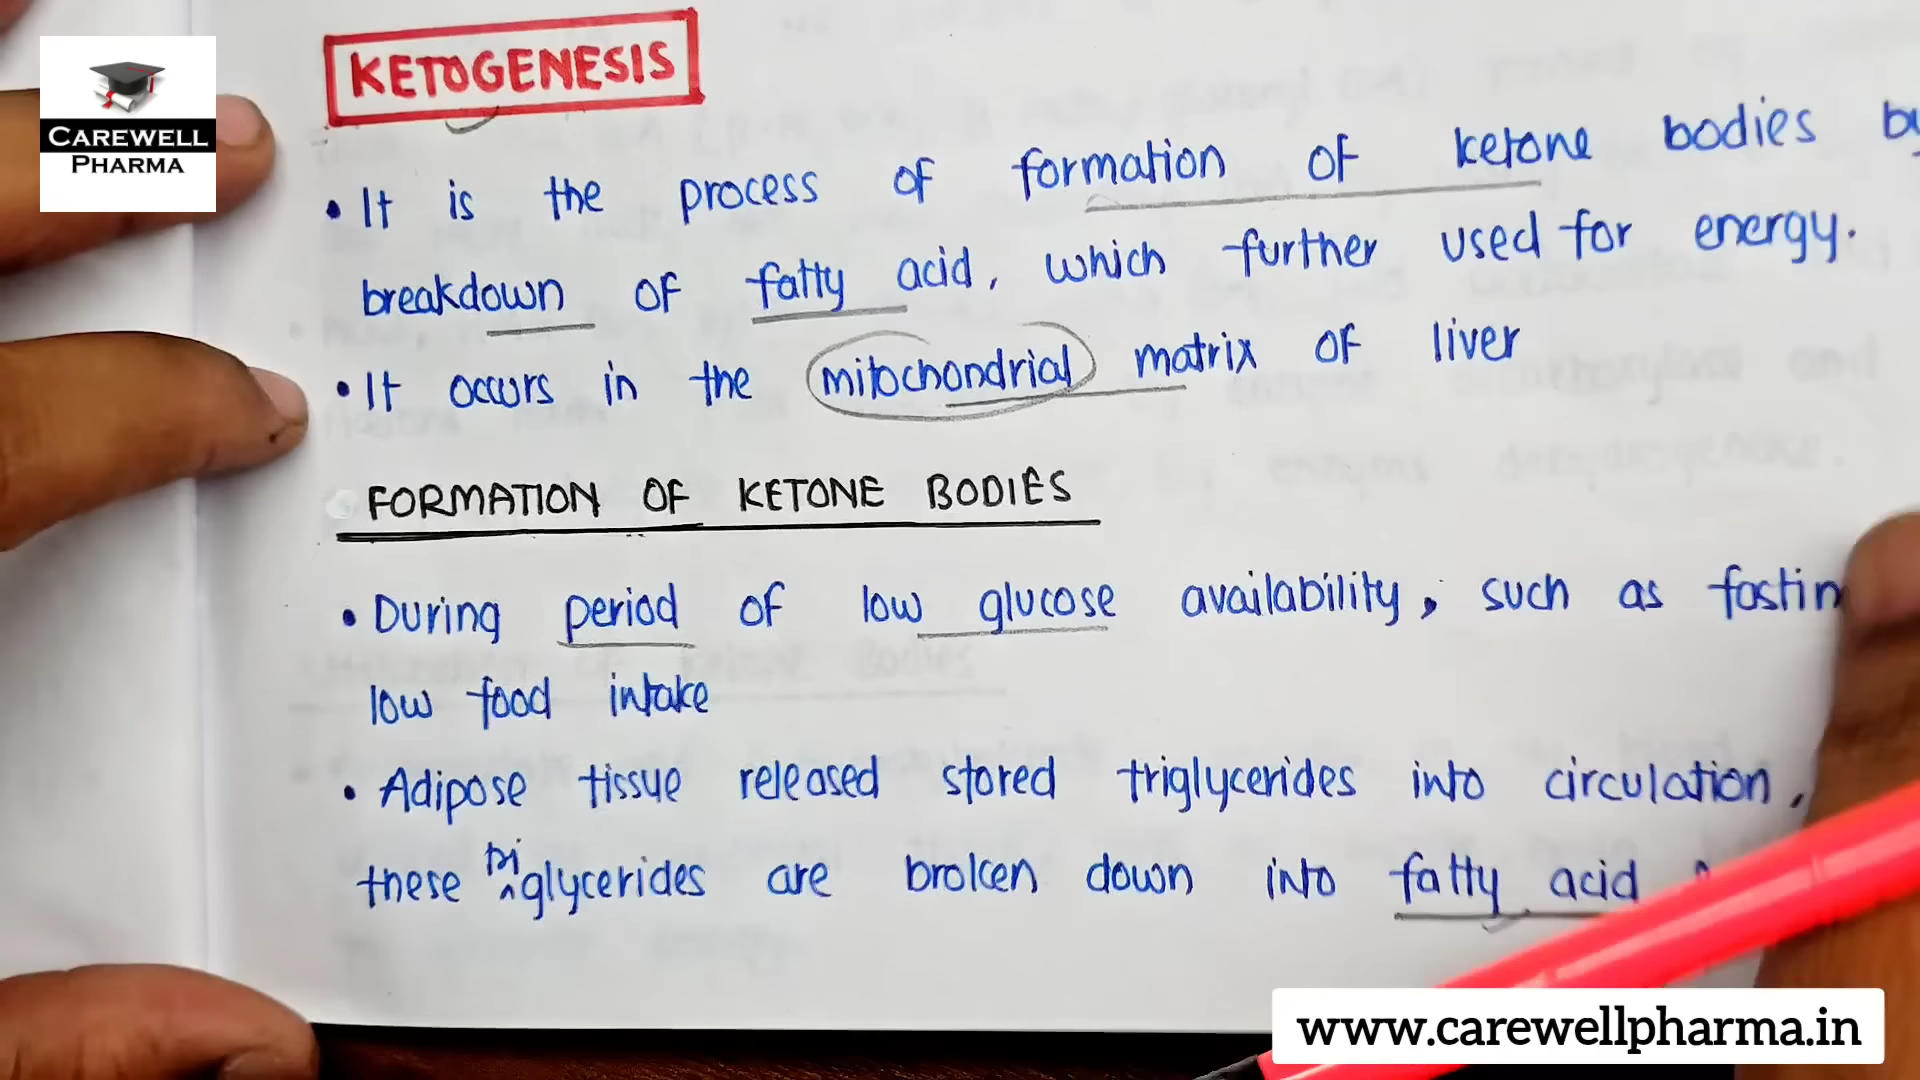 CAREWELL
PHARMA
KETOGENESIS
• It is the process of formation of ketone bodies by
breakdown of fatty acid, which further used for energy.
• It occurs in the mitochondrial matrix of liver
FORMATION OF KETONE BODIES
• During period of low glucose availability, such as
low food intake
• Adipose tissue released stored triglycerides into circulation,
these triglycerides are broken down into fatty acid
www.carewellpharma.in